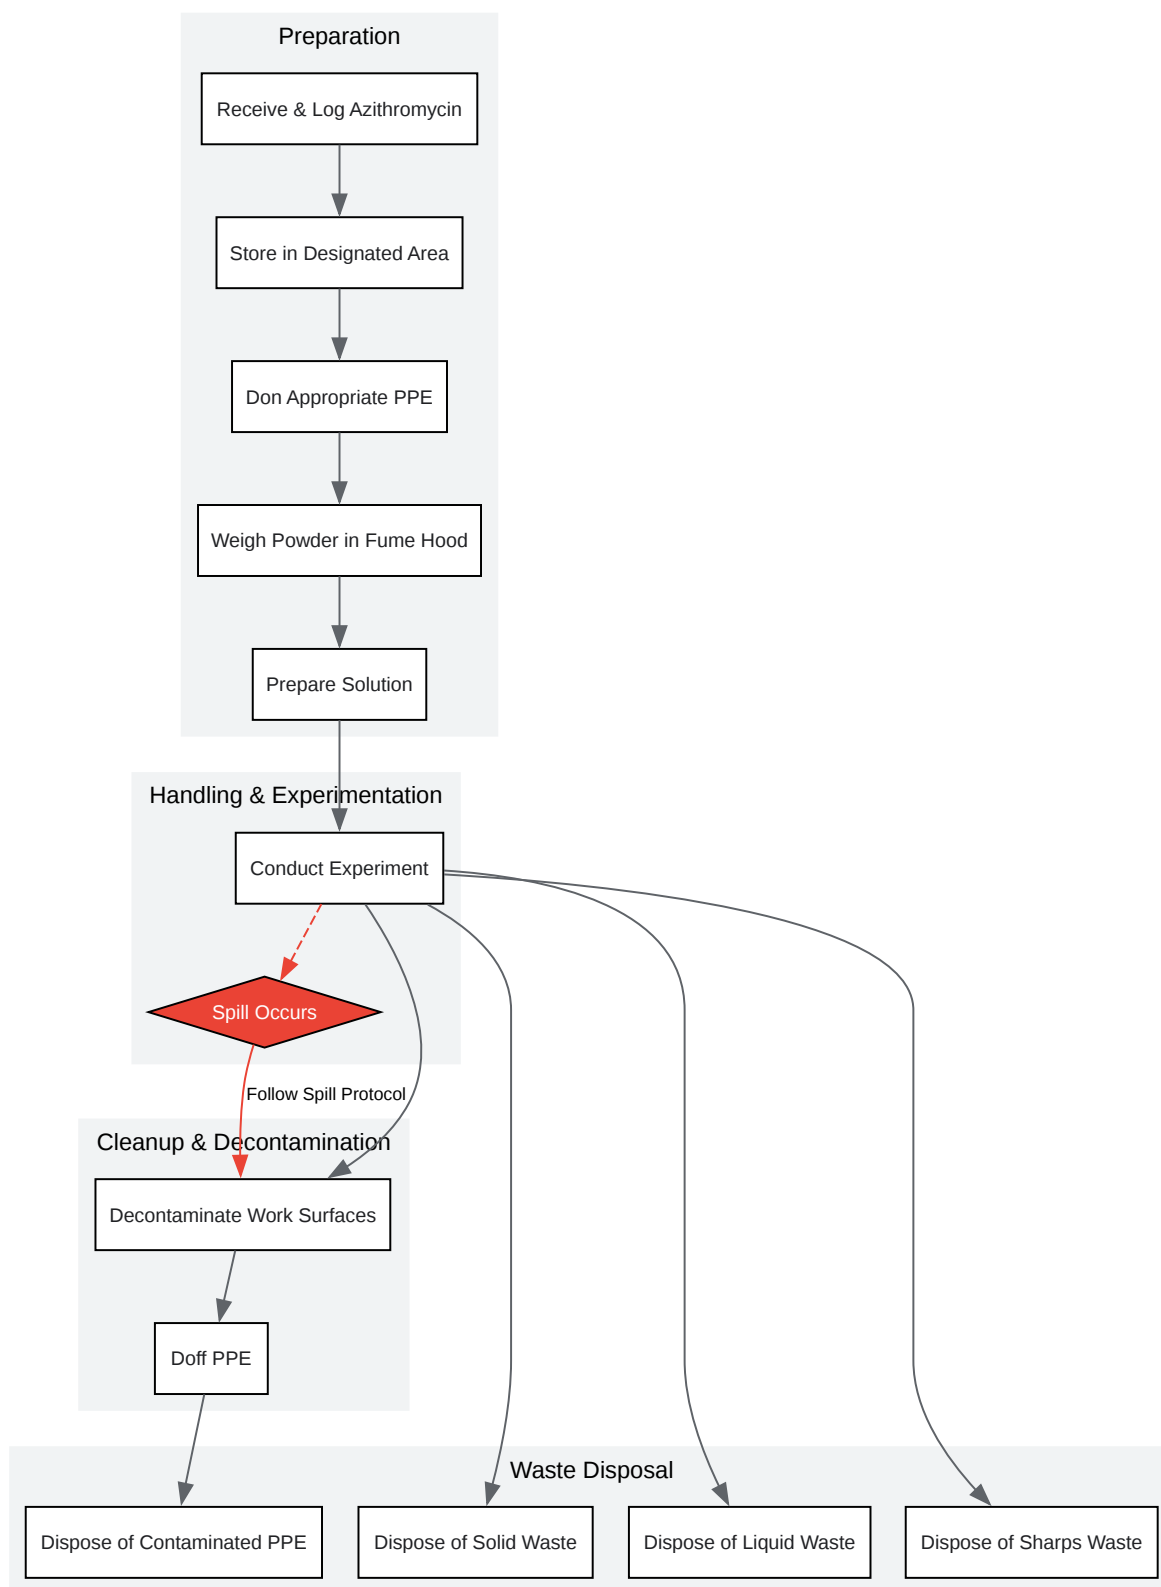 Preparation
Receive & Log Azithromycin
Store in Designated Area
Don Appropriate PPE
Weigh Powder in Fume Hood
Prepare Solution
Handling & Experimentation
Conduct Experiment
Spill Occurs
Follow Spill Protocol
Cleanup & Decontamination
Decontaminate Work Surfaces
Doff PPE
Waste Disposal
Dispose of Contaminated PPE
Dispose of Solid Waste
Dispose of Liquid Waste
Dispose of Sharps Waste